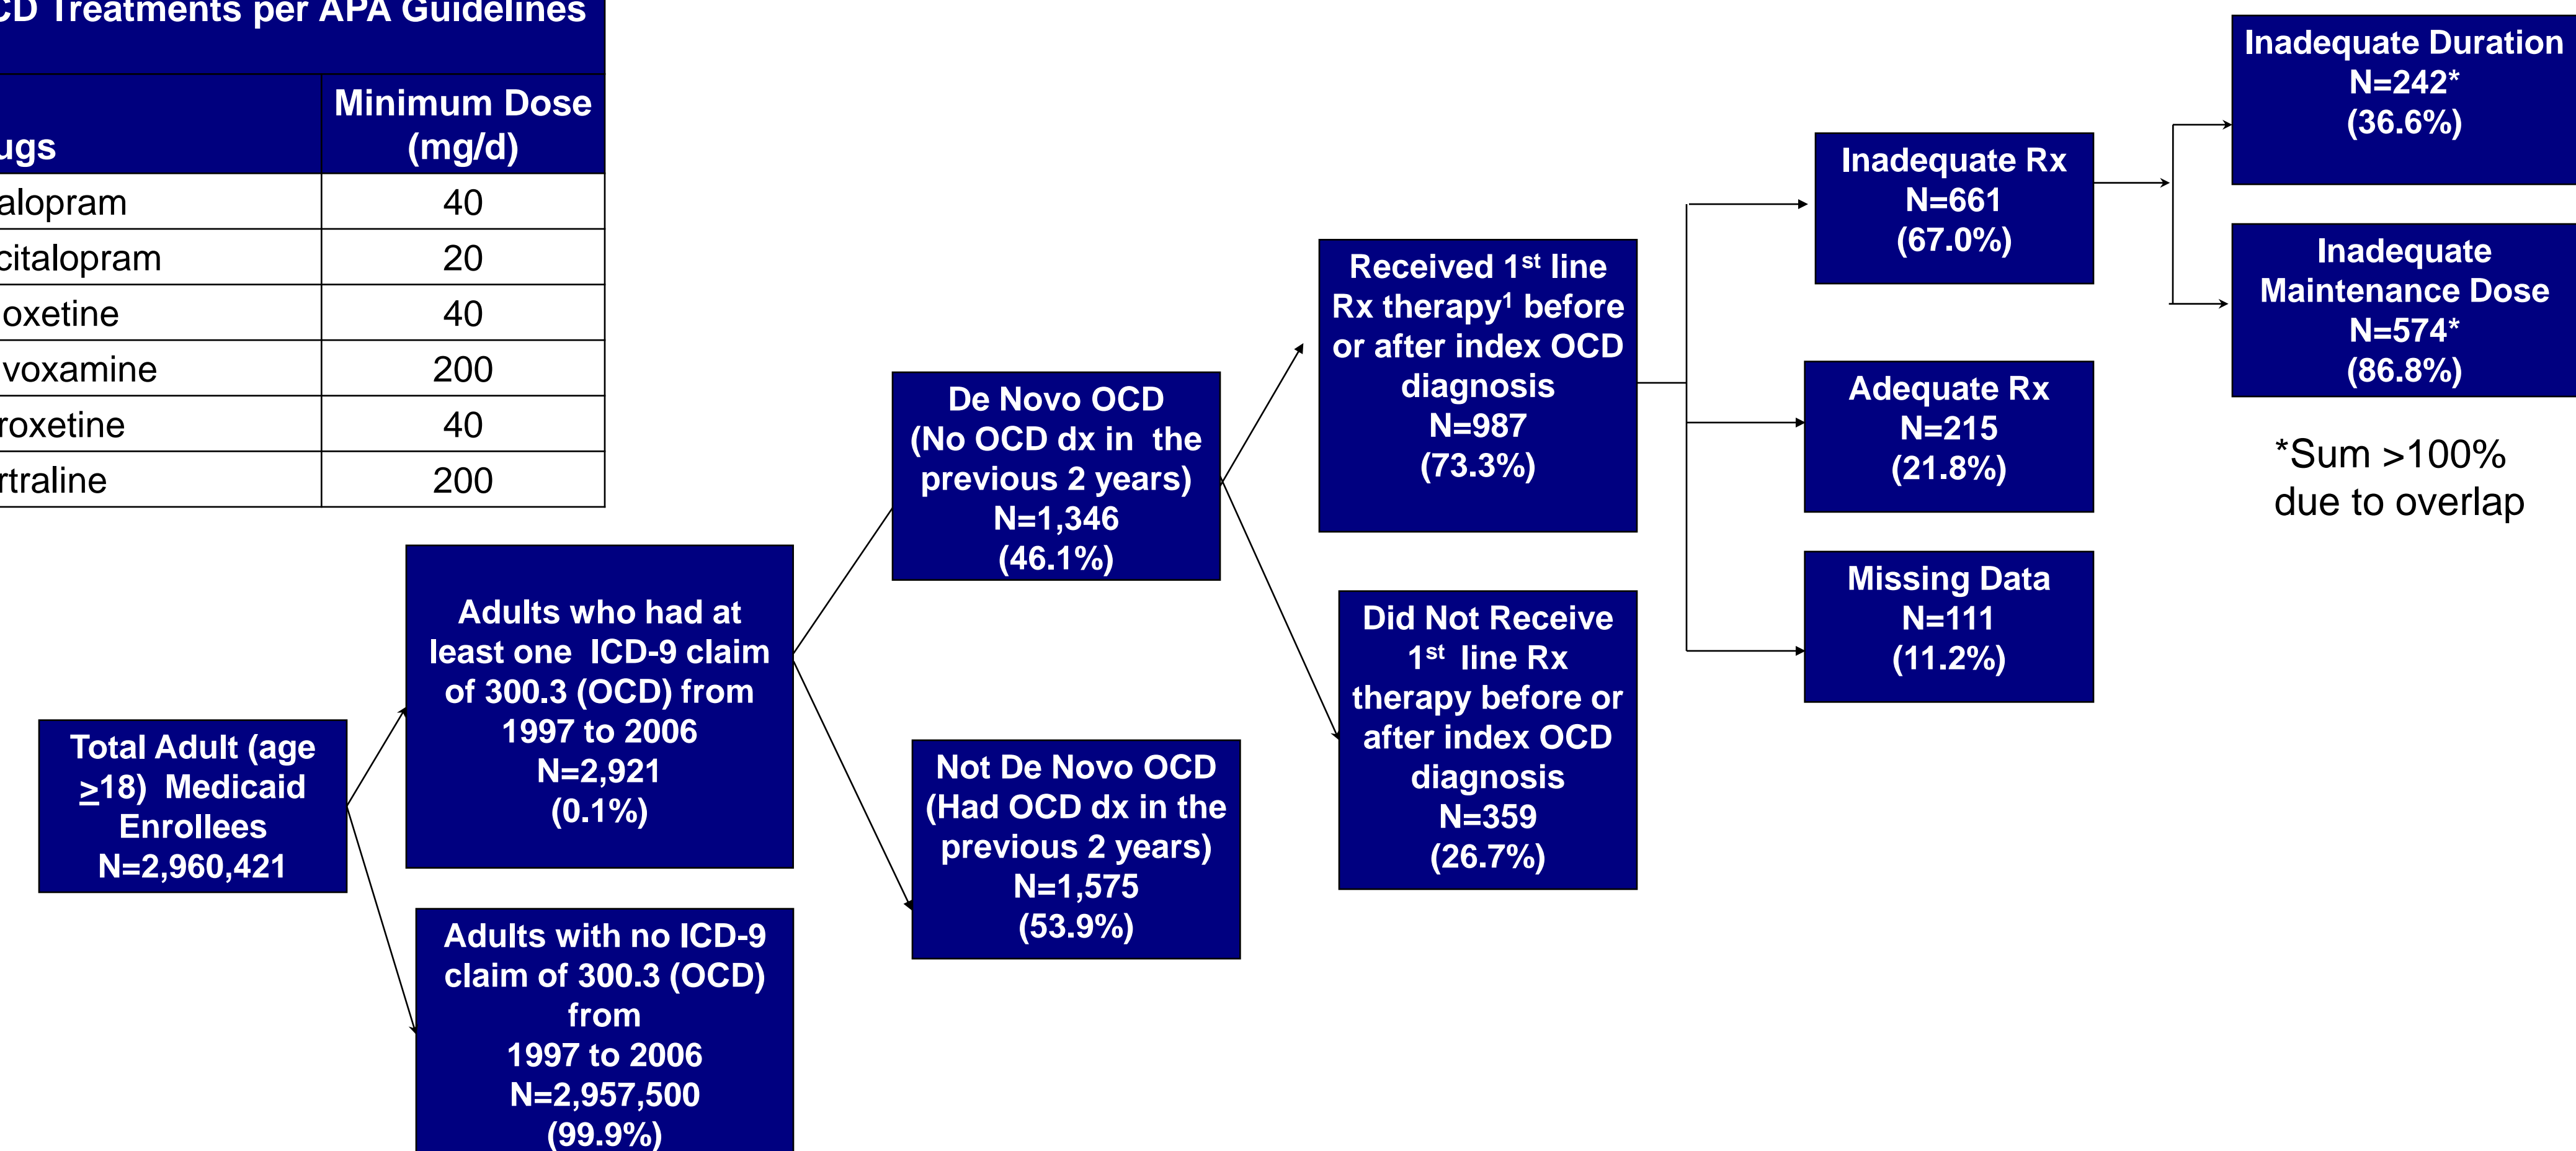 CD Treatments per APA Guidelines
ugs
Minimum Dose
(mg/d)
alopram
40
citalopram
20
oxetine
40
voxamine
200
roxetine
40
rtraline
200
Total Adult (age
≥18)  Medicaid
Enrollees
N=2,960,421
Adults who had at
least one  ICD-9 claim
of 300.3 (OCD) from
1997 to 2006
N=2,921
(0.1%)
Adults with no ICD-9
claim of 300.3 (OCD)
from
1997 to 2006
N=2,957,500
(99.9%)
De Novo OCD
(No OCD dx in  the
previous 2 years)
N=1,346
(46.1%)
Not De Novo OCD
(Had OCD dx in the
previous 2 years)
N=1,575
(53.9%)
Received 1st line
Rx therapy1 before
or after index OCD
diagnosis
N=987
(73.3%)
Did Not Receive
1st  line Rx
therapy before or
after index OCD
diagnosis
N=359
(26.7%)
Inadequate Rx
N=661
(67.0%)
Adequate Rx
N=215
(21.8%)
Missing Data
N=111
(11.2%)
Inadequate Duration
N=242*
(36.6%)
Inadequate
Maintenance Dose
N=574*
(86.8%)
*Sum >100%
due to overlap